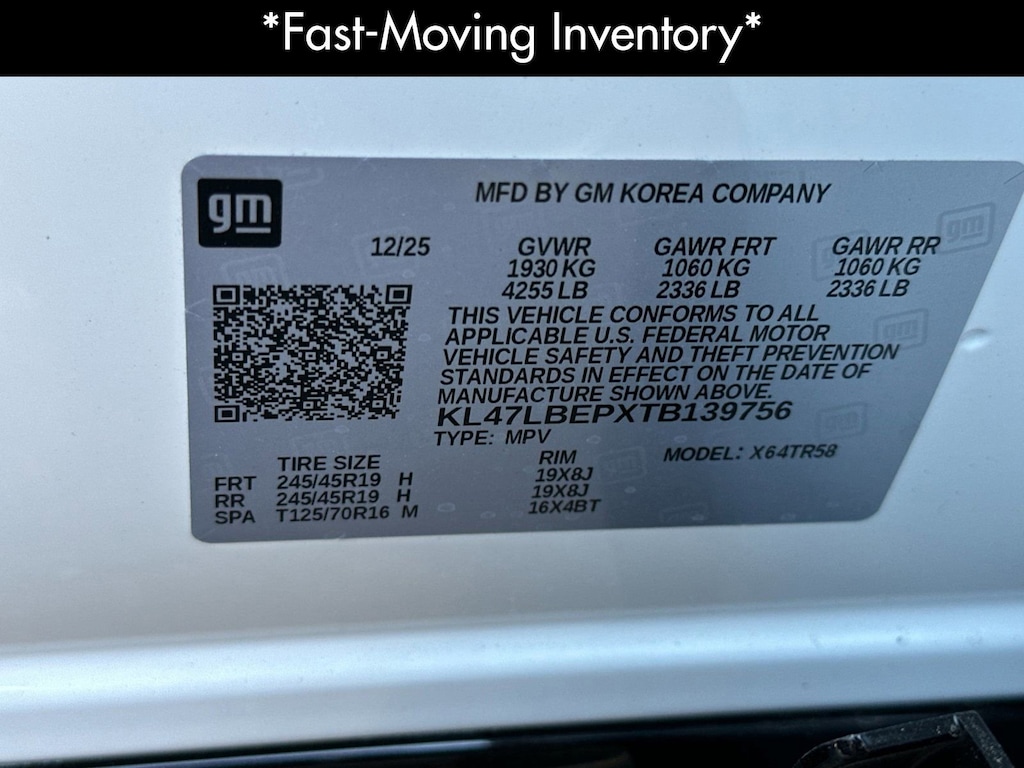 *Fast-Moving Inventory*
gm
MFD BY GM KOREA COMPANY
12/25 GVWR GAWR FRT GAWR RR
1930 KG 1060 KG 1060 KG
4255 LB 2336 LB 2336 LB
THIS VEHICLE CONFORMS TO ALL
APPLICABLE U.S. FEDERAL MOTOR
VEHICLE SAFETY AND THEFT PREVENTION
STANDARDS IN EFFECT ON THE DATE OF
MANUFACTURE SHOWN ABOVE.
KL47LBEPXTB139756
TYPE: MPV
TIRE SIZE RIM MODEL: X64TR58
FRT 245/45R19 H 19X8J
RR 245/45R19 H 19X8J
SPA T125/70R16 M 16X4BT